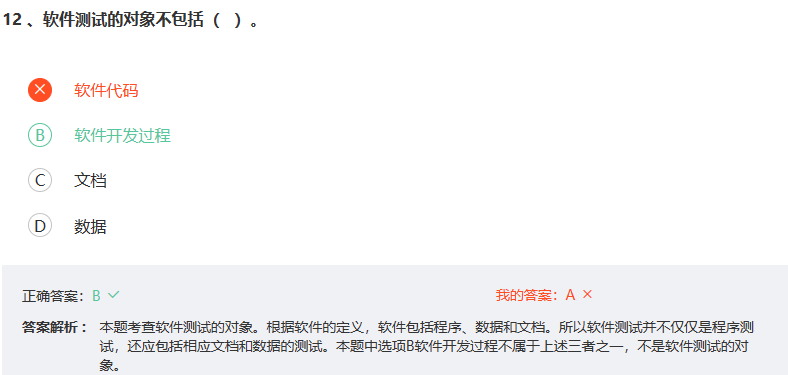 12 、软件测试的对象不包括（ ）。
× 软件代码
B 软件开发过程
C 文档
D 数据
正确答案：B ✓ 我的答案：A ×
答案解析： 本题考查软件测试的对象。根据软件的定义，软件包括程序、数据和文档。所以软件测试并不仅仅是程序测
试，还应包括相应文档和数据的测试。本题中选项B软件开发过程不属于上述三者之一，不是软件测试的对
象。